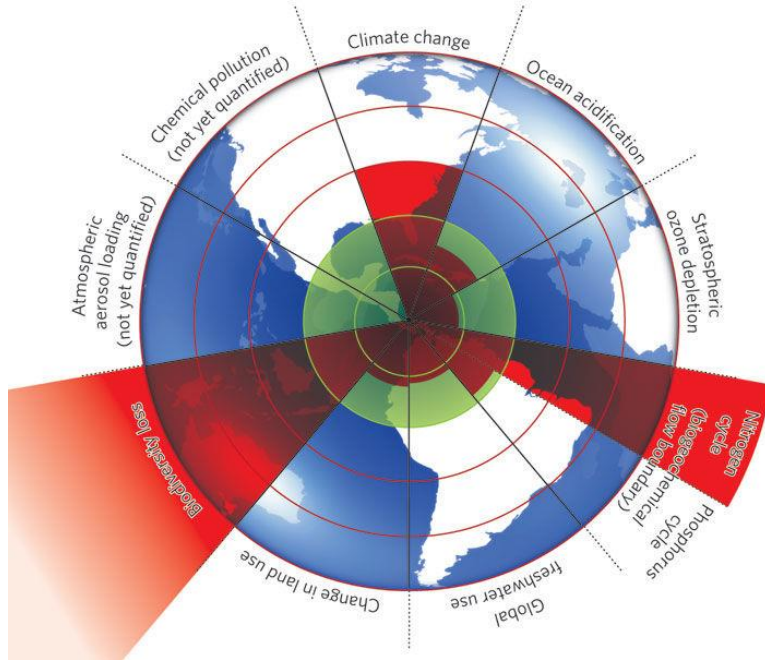 Climate change
Ocean acidification
Stratospheric
ozone depletion
Nitrogen
cycle
(biogeochemical
flow boundary)
Phosphorus
cycle
Global
freshwater use
Change in land use
Biodiversity loss
Atmospheric
aerosol loading
(not yet quantified)
Chemical pollution
(not yet quantified)